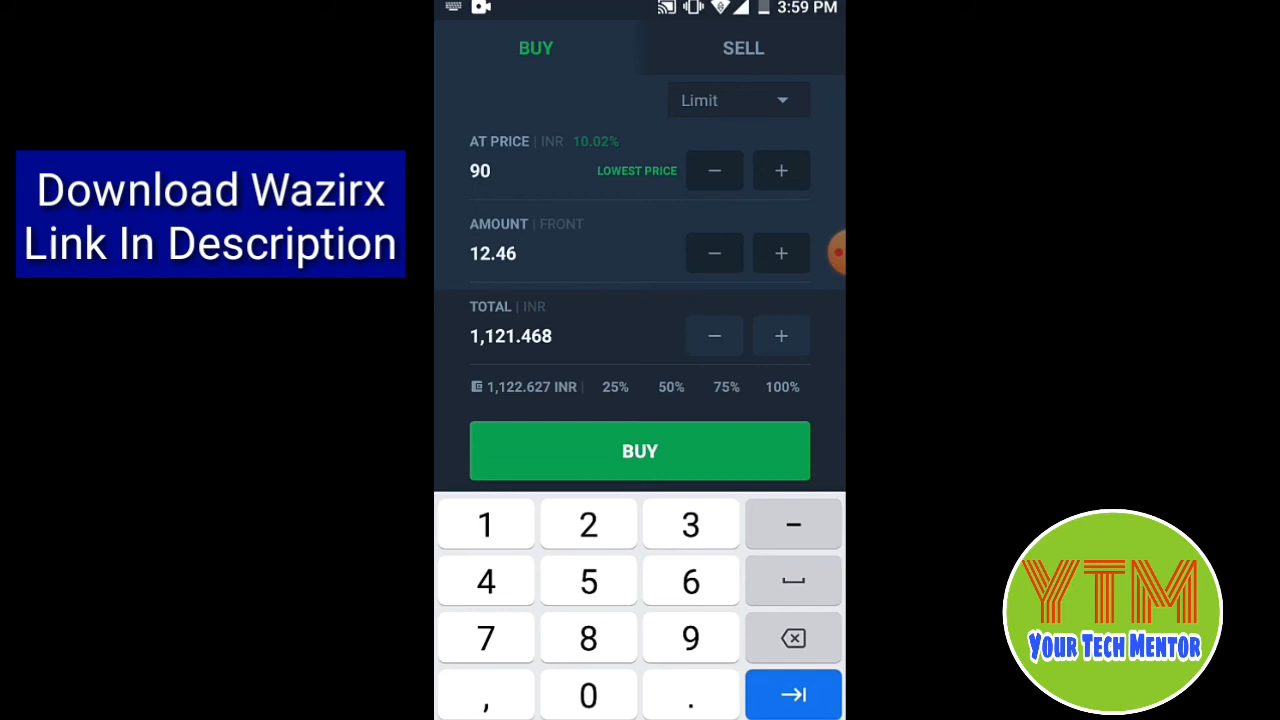 3:59 PM
BUY
SELL
Limit
AT PRICE | INR 10.02%
90
LOWEST PRICE
−
+
AMOUNT | FRONT
12.46
−
+
TOTAL | INR
1,121.468
−
+
1,122.627 INR | 25% 50% 75% 100%
BUY
1 2 3 −
4 5 6
7 8 9
, 0 .
Download Wazirx
Link In Description
YTM
YOUR TECH MENTOR